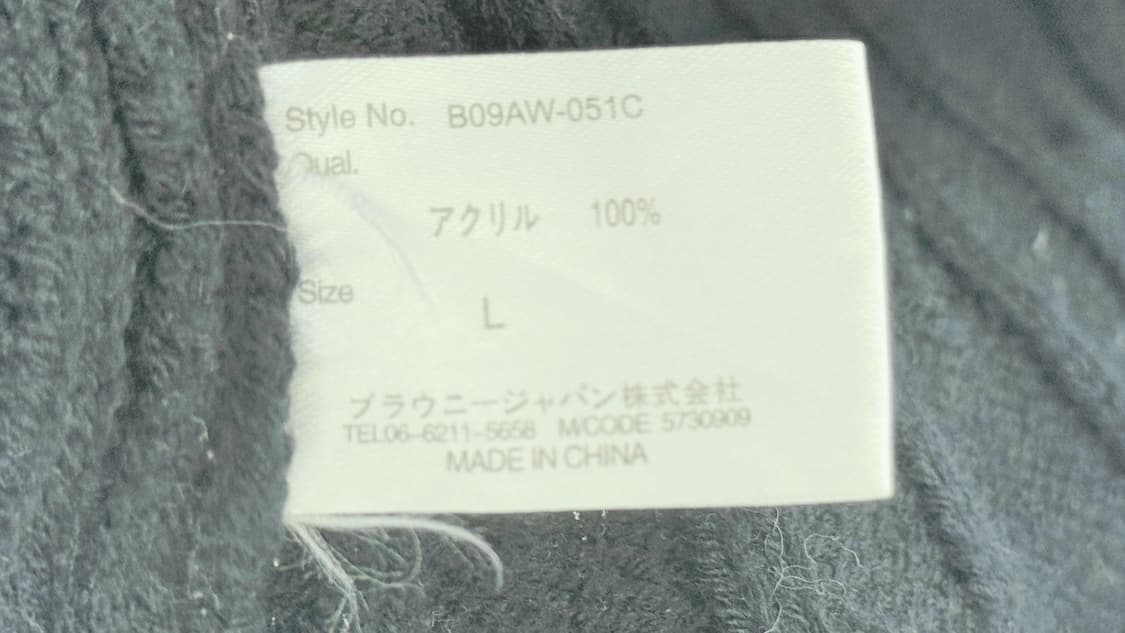 Style No. B09AW-051C
Qual.
アクリル 100%
Size
L
ブラウニージャパン株式会社
TEL06-6211-5658 M/CODE 5730909
MADE IN CHINA